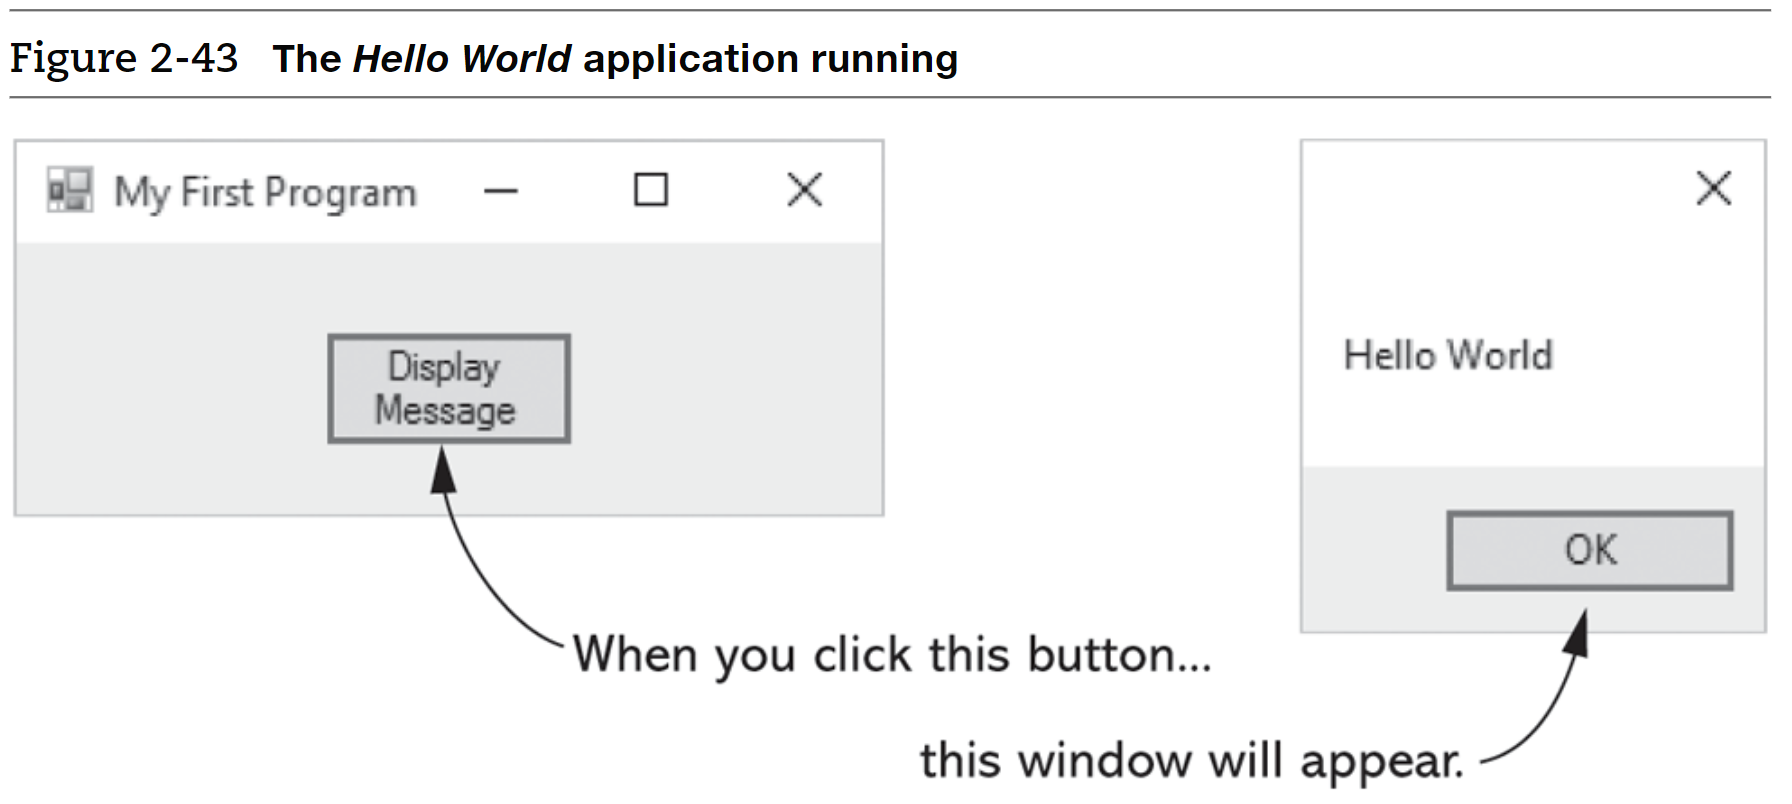 Figure 2-43 The Hello World application running
My First Program
Display
Message
Hello World
OK
When you click this button...
this window will appear.